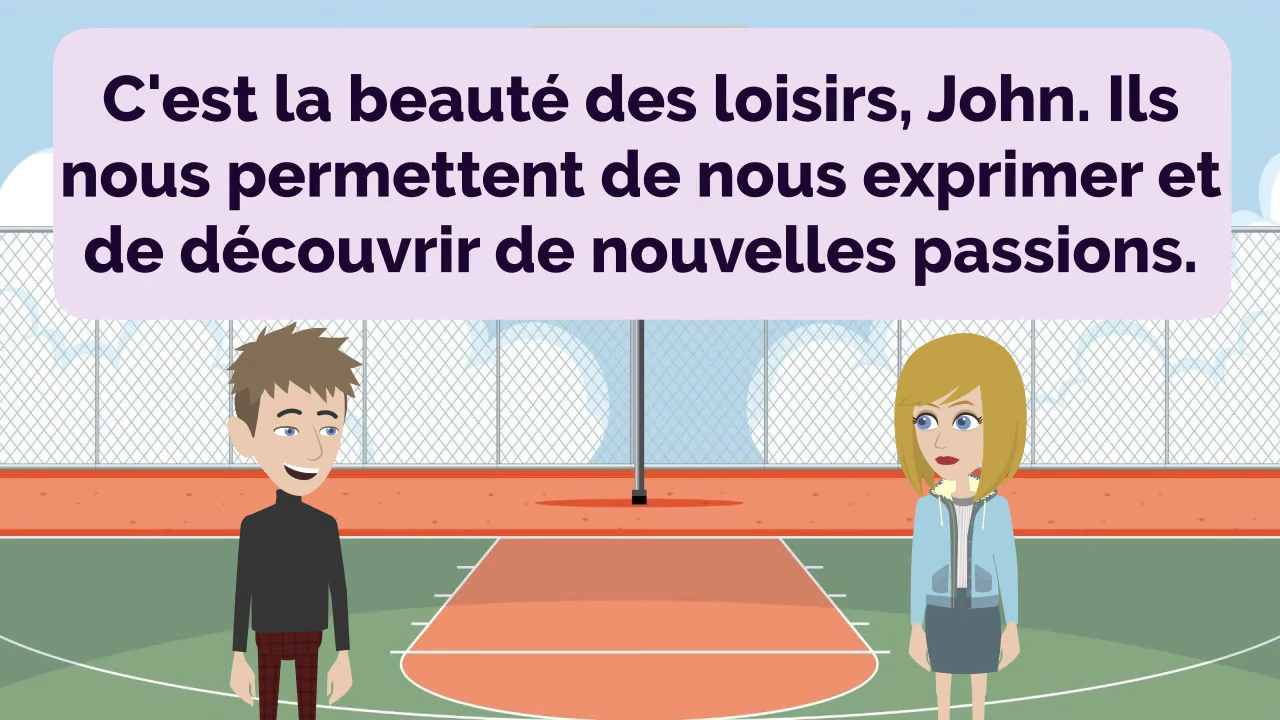 C'est la beauté des loisirs, John. Ils
nous permettent de nous exprimer et
de découvrir de nouvelles passions.